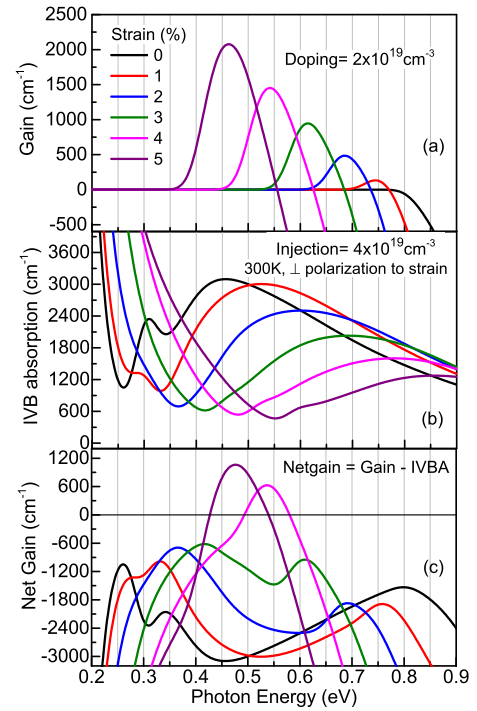 2500
2000
1500
1000
500
0
-500
Gain (cm⁻¹)
Strain (%)
0
1
2
3
4
5
Doping= 2x10¹⁹cm⁻³
(a)
3600
3000
2400
1800
1200
600
0
IVB absorption (cm⁻¹)
Injection= 4x10¹⁹cm⁻³
300K, ⊥ polarization to strain
(b)
1200
600
0
-600
-1200
-1800
-2400
-3000
Net Gain (cm⁻¹)
Netgain = Gain - IVBA
(c)
0.2 0.3 0.4 0.5 0.6 0.7 0.8 0.9
Photon Energy (eV)